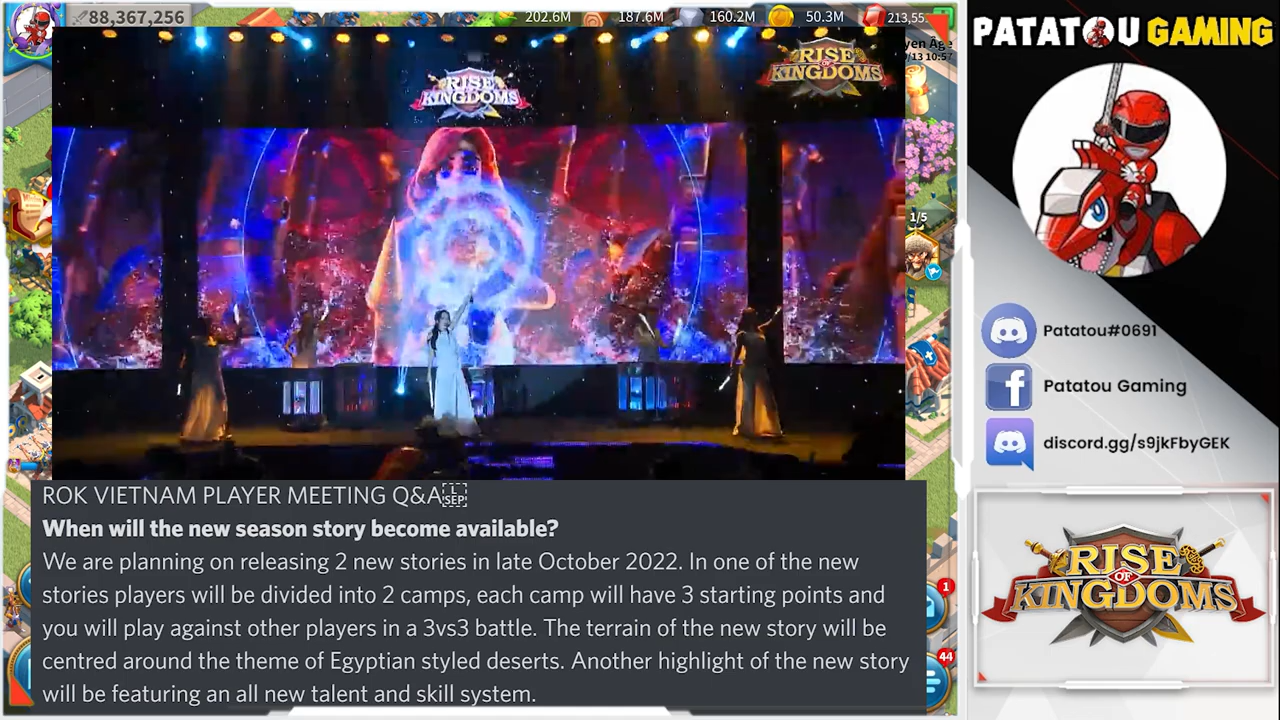 88,367,256
202.6M
187.6M
160.2M
50.3M
213,55
RISE OF KINGDOMS
RISE OF KINGDOMS
yen Âge
/13 10:57
1/5
PATATOU GAMING
Patatou#0691
Patatou Gaming
discord.gg/s9jkFbyGEK
RISE
OF
KINGDOMS
1
44
ROK VIETNAM PLAYER MEETING Q&A
L
SEP
When will the new season story become available?
We are planning on releasing 2 new stories in late October 2022. In one of the new
stories players will be divided into 2 camps, each camp will have 3 starting points and
you will play against other players in a 3vs3 battle. The terrain of the new story will be
centred around the theme of Egyptian styled deserts. Another highlight of the new story
will be featuring an all new talent and skill system.